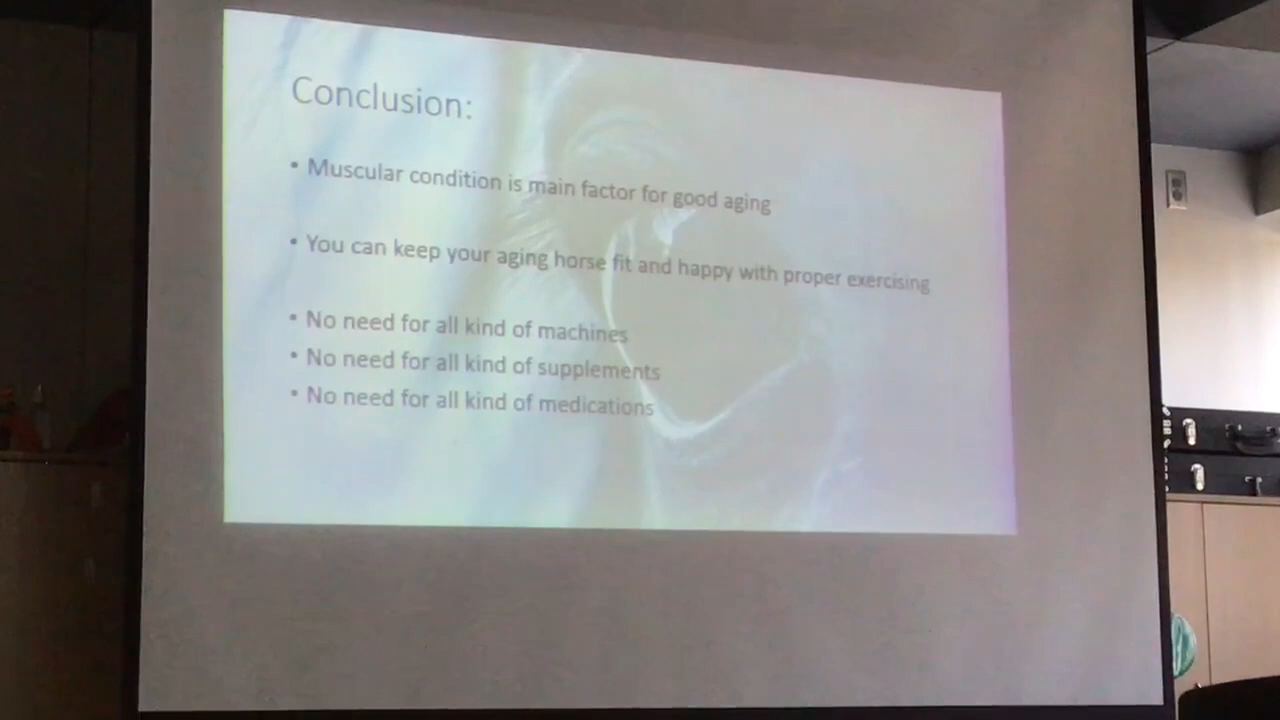 Conclusion:
• Muscular condition is main factor for good aging
• You can keep your aging horse fit and happy with proper exercising
• No need for all kind of machines
• No need for all kind of supplements
• No need for all kind of medications